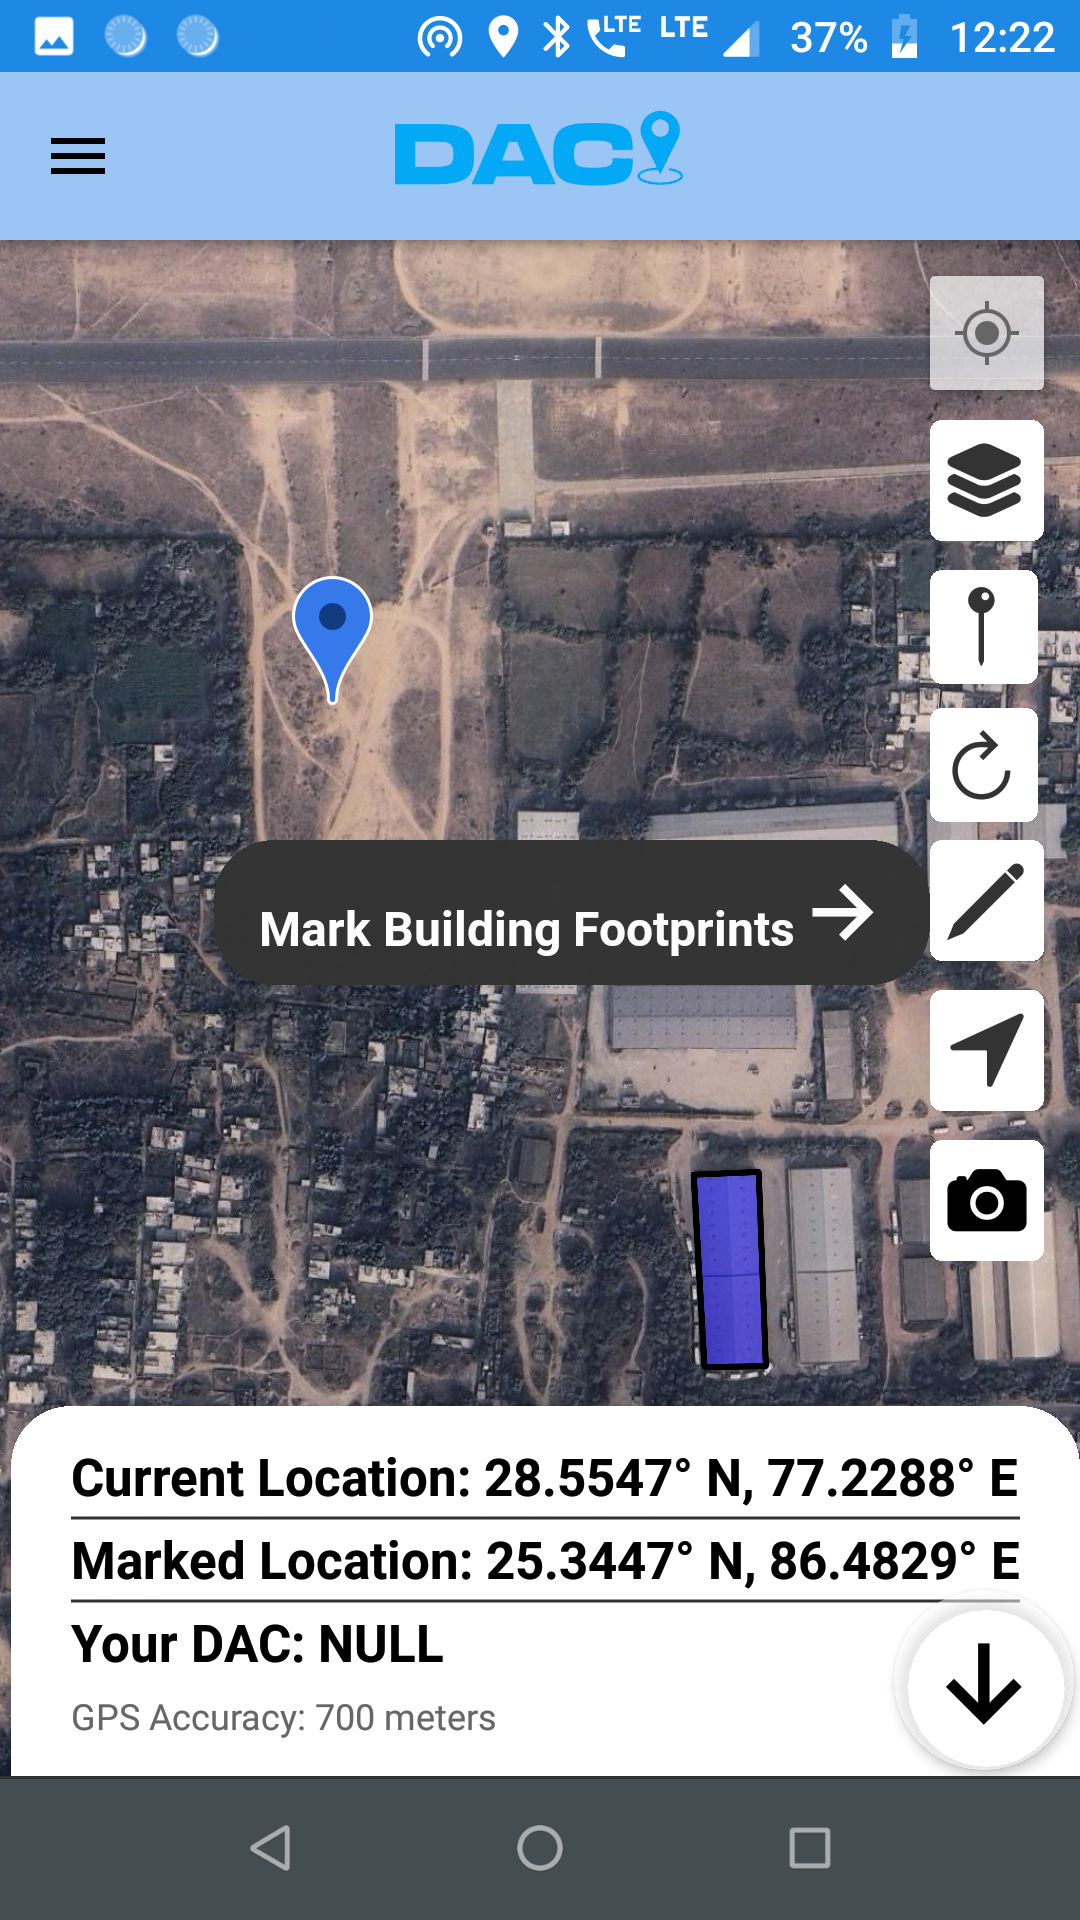 LTE LTE 37% 12:22
DAC
Mark Building Footprints
Current Location: 28.5547° N, 77.2288° E
Marked Location: 25.3447° N, 86.4829° E
Your DAC: NULL
GPS Accuracy: 700 meters